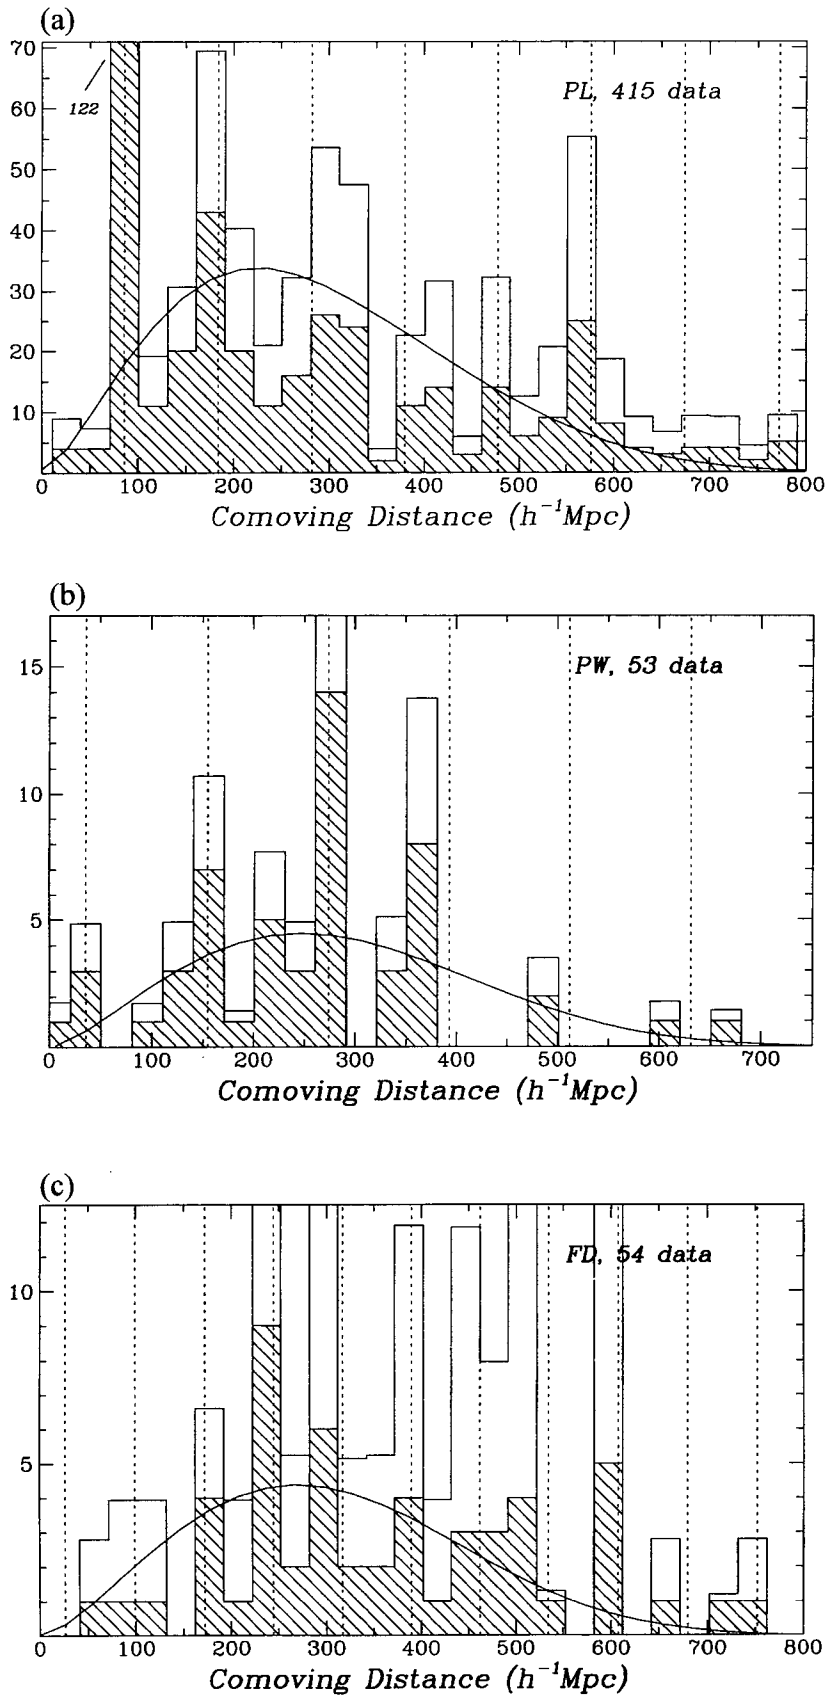 (a)
70
60
50
40
30
20
10
122
PL, 415 data
0 100 200 300 400 500 600 700 800
Comoving Distance (h⁻¹Mpc)
(b)
15
10
5
PW, 53 data
0 100 200 300 400 500 600 700
Comoving Distance (h⁻¹Mpc)
(c)
10
5
FD, 54 data
0 100 200 300 400 500 600 700 800
Comoving Distance (h⁻¹Mpc)